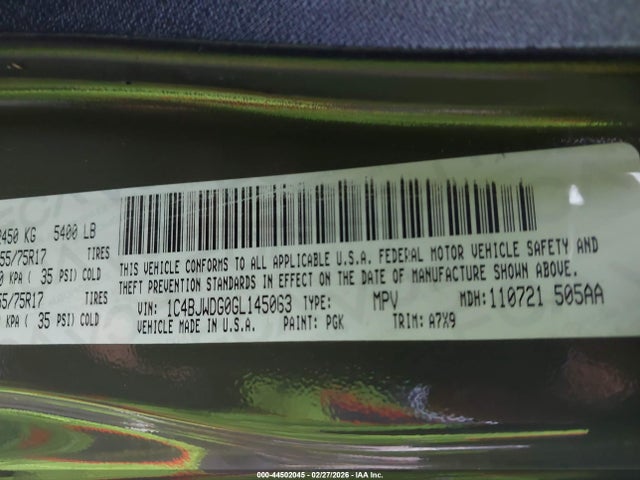 2450 KG 5400 LB
55/75R17 TIRES
0 KPA ( 35 PSI) COLD
55/75R17 TIRES
0 KPA ( 35 PSI) COLD
THIS VEHICLE CONFORMS TO ALL APPLICABLE U.S.A. FEDERAL MOTOR VEHICLE SAFETY AND
THEFT PREVENTION STANDARDS IN EFFECT ON THE DATE OF MANUFACTURE SHOWN ABOVE.
VIN: 1C4BJWDG0GL145063 TYPE: MPV MDH: 110721 505AA
VEHICLE MADE IN U.S.A. PAINT: PGK TRIM: A7X9
000-44502045 - 02/27/2026 - IAA Inc.